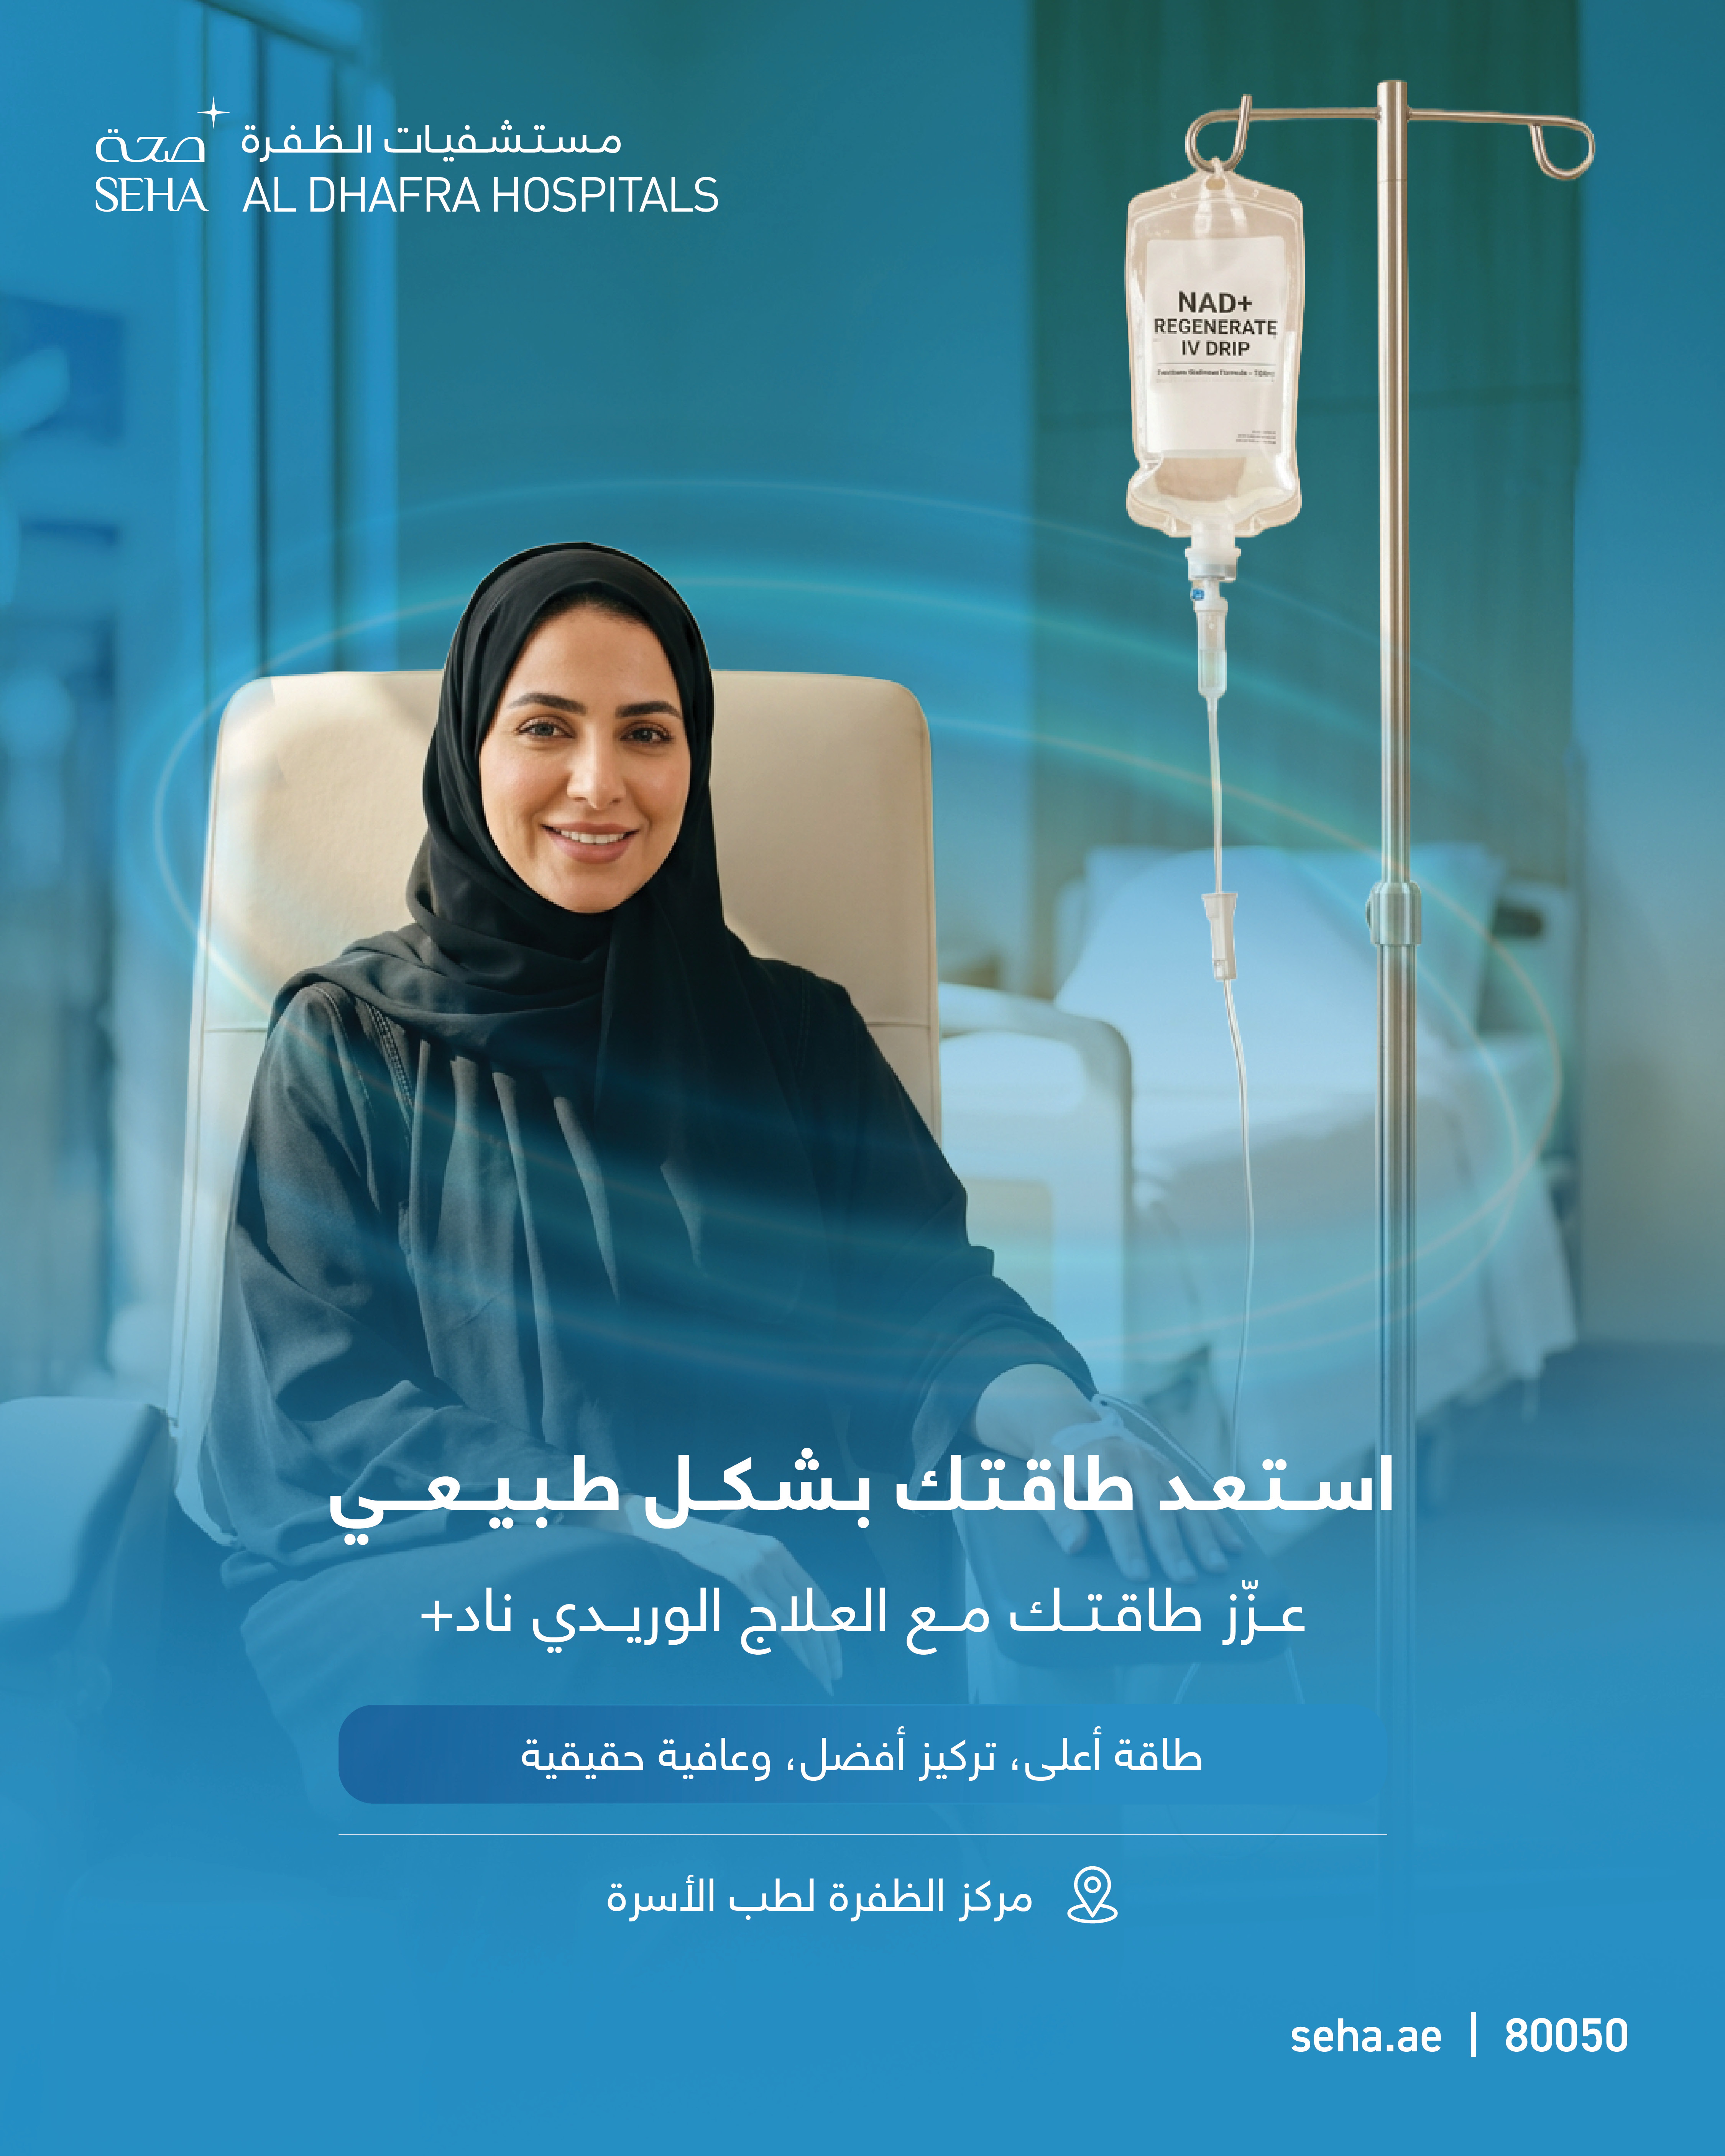 صحة
SEHA
مستشفيات الظفرة
AL DHAFRA HOSPITALS
NAD+
REGENERATE
IV DRIP
استعد طاقتك بشكل طبيعي
عزّز طاقتك مع العلاج الوريدي ناد+
طاقة أعلى، تركيز أفضل، وعافية حقيقية
مركز الظفرة لطب الأسرة
seha.ae | 80050